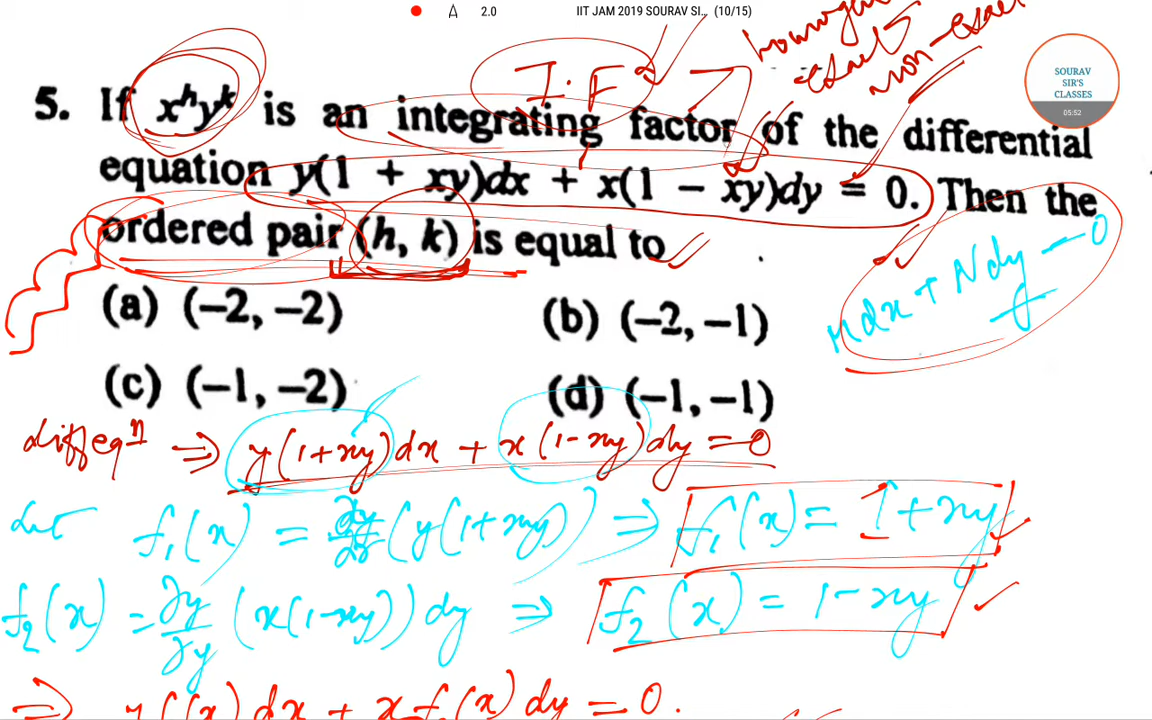 2.0 IIT JAM 2019 SOURAV SI... (10/15)
homogen
exact
non-exact
I.F
SOURAV
SIR'S
CLASSES
05:52
5. If x^h y^k is an integrating factor of the differential
equation y(1 + xy)dx + x(1 − xy)dy = 0. Then the
ordered pair (h, k) is equal to
Mdx + Ndy = 0
(a) (−2, −2) (b) (−2, −1)
(c) (−1, −2) (d) (−1, −1)
diff eqⁿ ⇒ y(1+xy)dx + x(1-xy)dy = 0
Let f₁(x) = (y(1+xy)) ⇒ f₁(x) = 1+xy
f₂(x) = ∂y/∂y (x(1-xy)) dy ⇒ f₂(x) = 1-xy
⇒ y f(x) dx + x f(x) dy = 0.